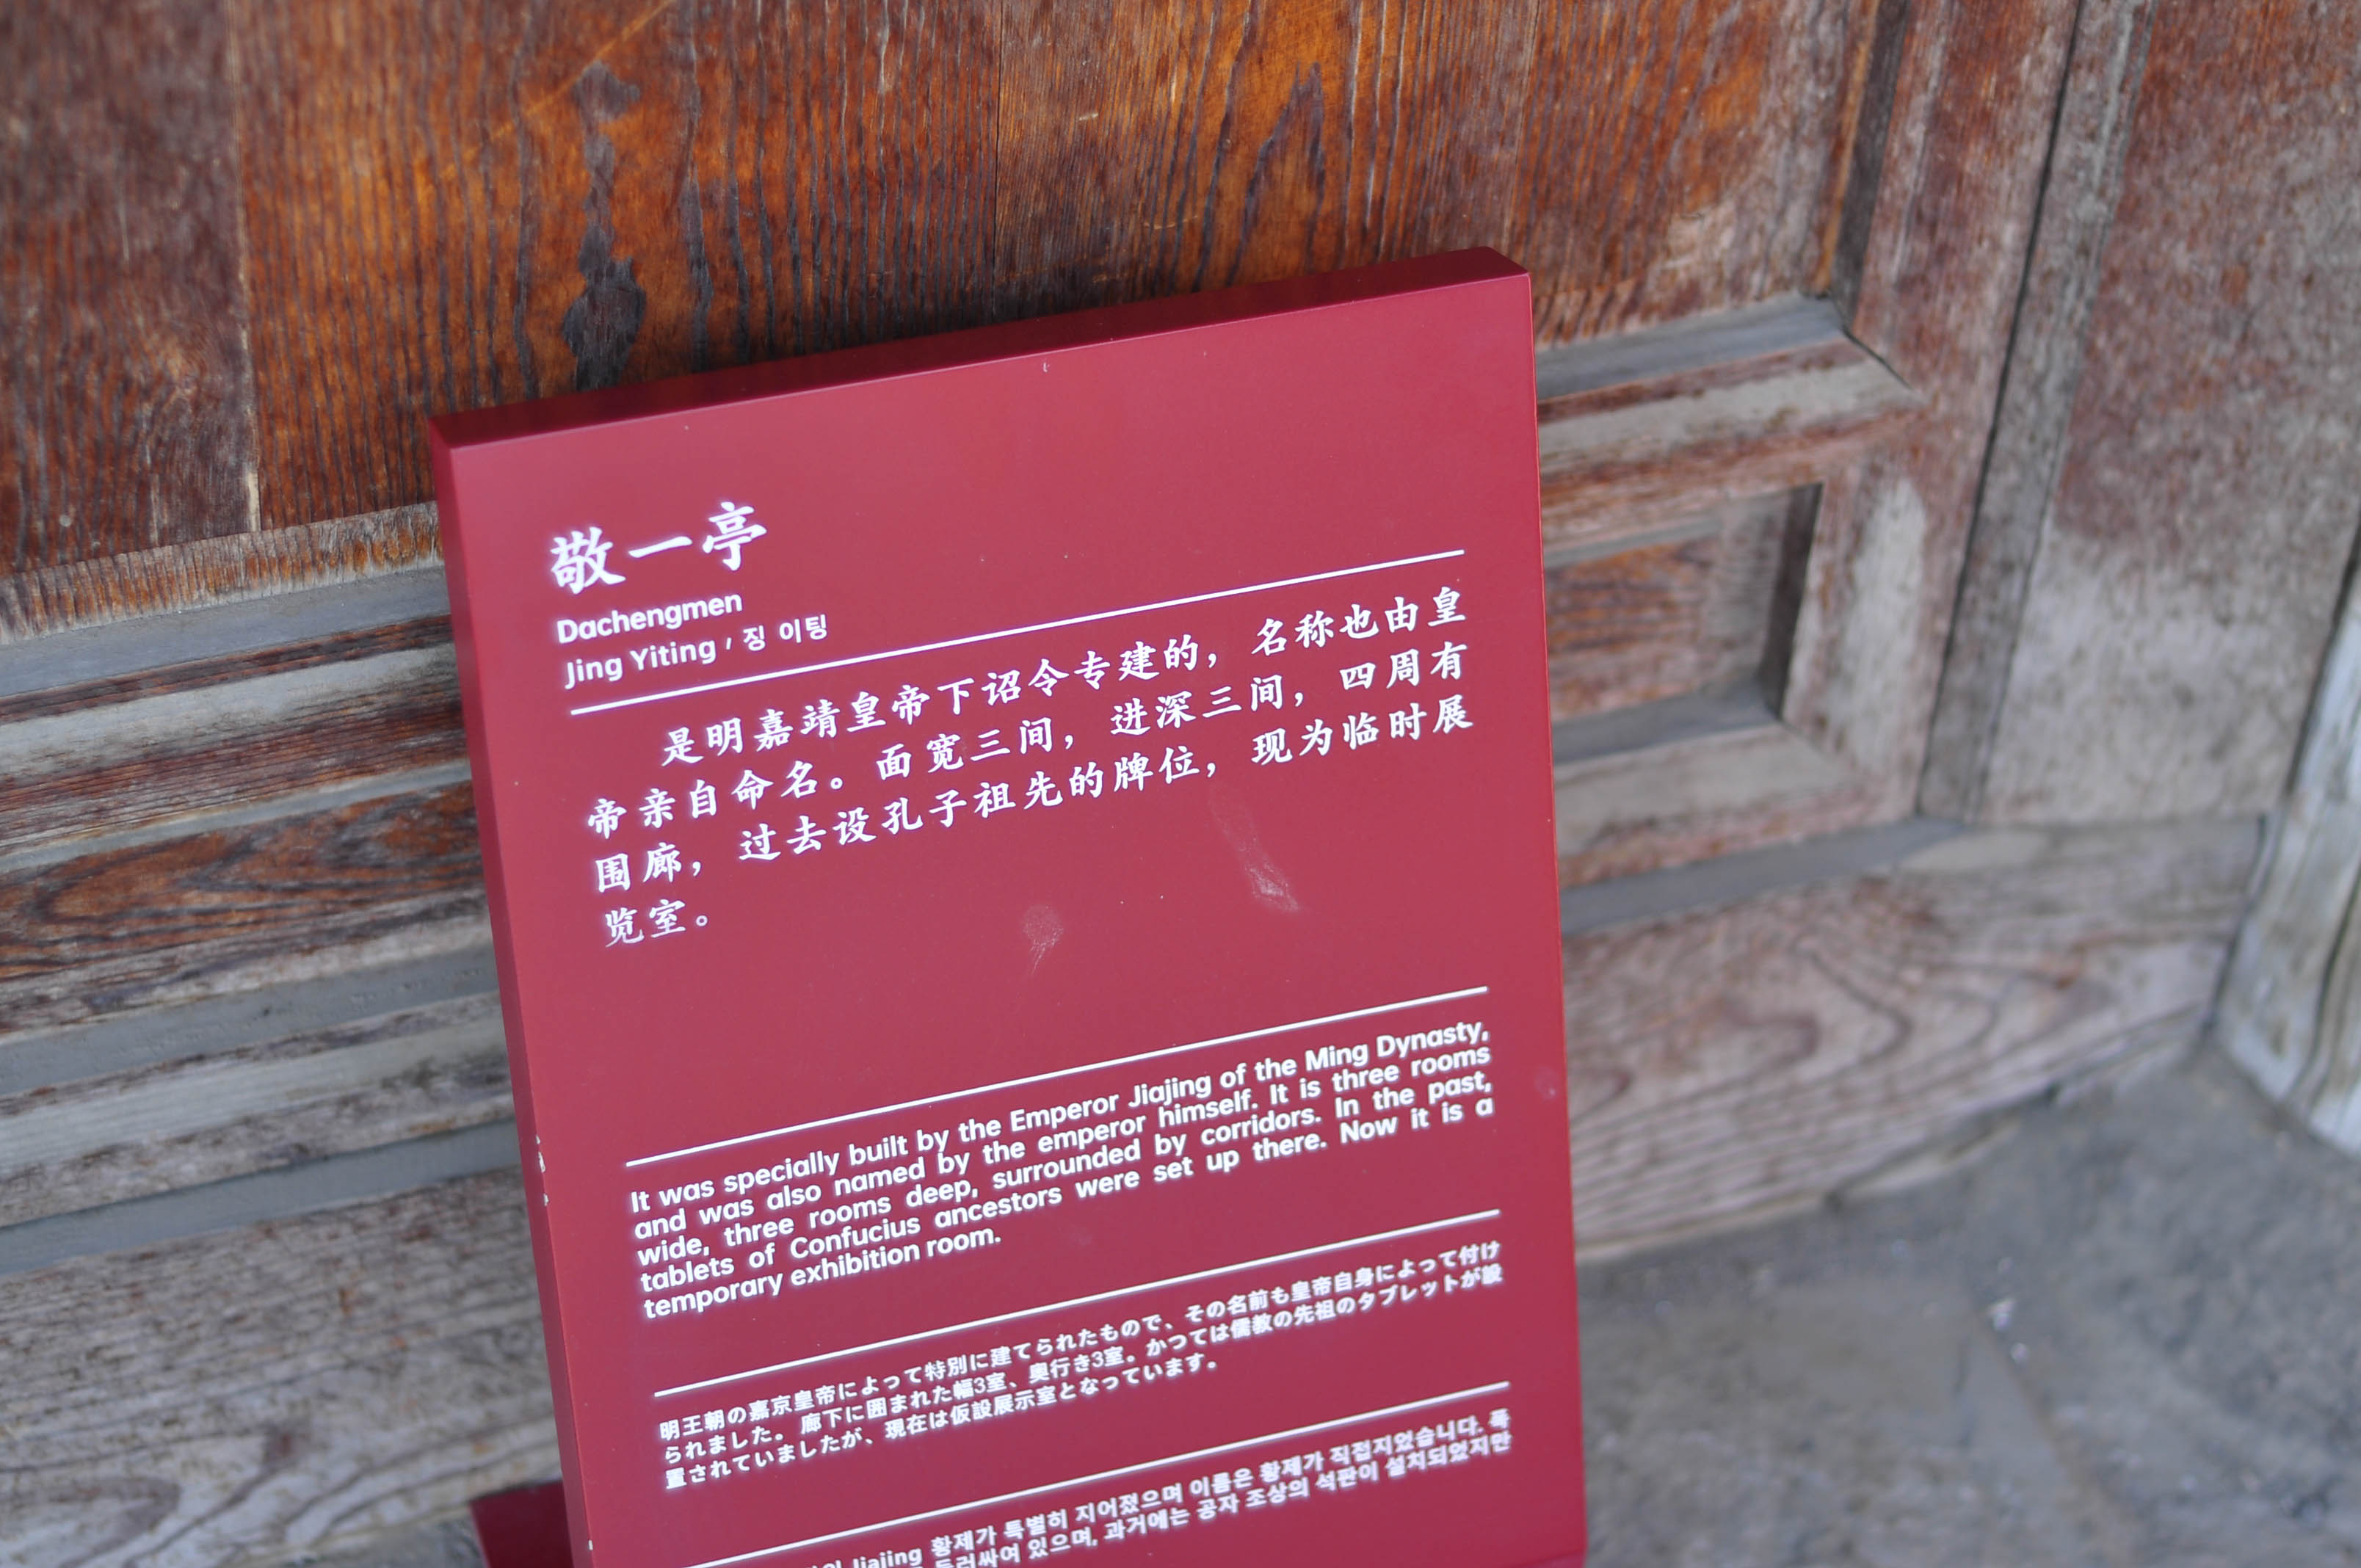 敬一亭
Dachengmen
Jing Yiting / 징 이팅
是明嘉靖皇帝下诏令专建的，名称也由皇
帝亲自命名。面宽三间，进深三间，四周有
围廊，过去设孔子祖先的牌位，现为临时展
览室。
It was specially built by the Emperor Jiajing of the Ming Dynasty,
and was also named by the emperor himself. It is three rooms
wide, three rooms deep, surrounded by corridors. In the past,
tablets of Confucius ancestors were set up there. Now it is a
temporary exhibition room.
明王朝の嘉京皇帝によって特別に建てられたもので、その名前も皇帝自身によって付け
られました。廊下に囲まれた幅3室、奥行き3室。かつては儒教の先祖のタブレットが設
置されていましたが、現在は仮設展示室となっています。
Jiajing 황제가 특별히 지어졌으며 이름은 황제가 직접지었습니다. 폭
둘러싸여 있으며, 과거에는 공자 조상의 석판이 설치되었지만